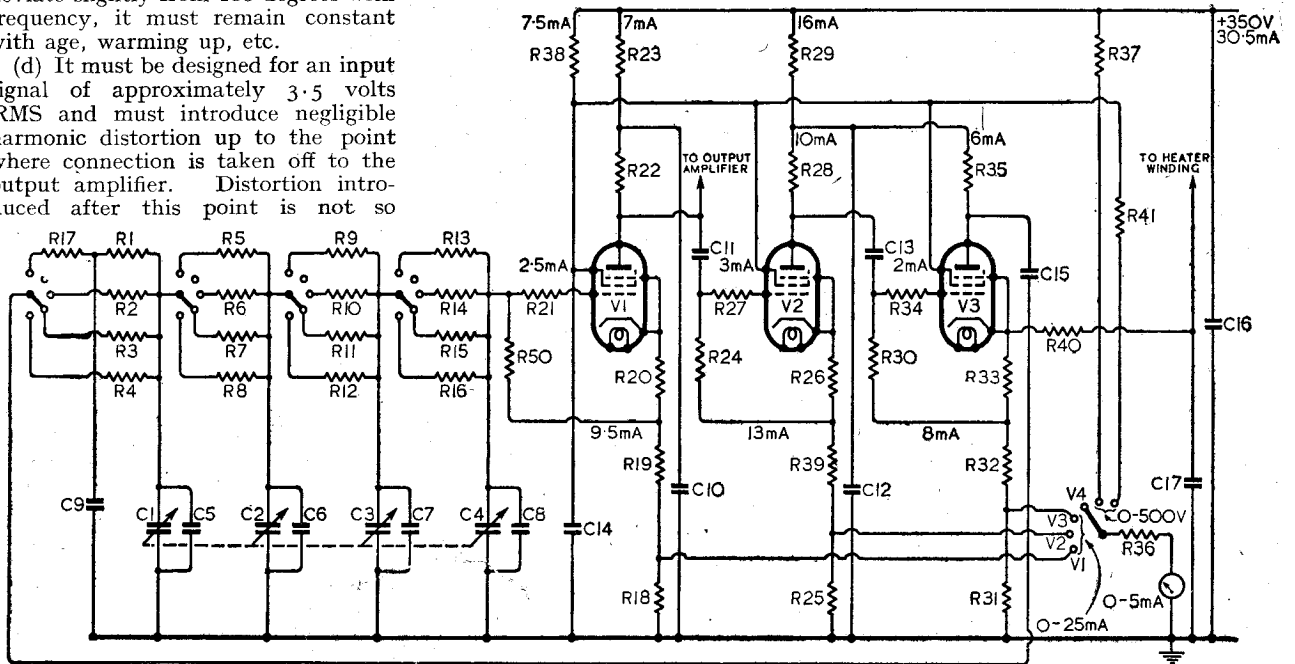 frequency, it must remain constant
with age, warming up, etc.
(d) It must be designed for an input
signal of approximately 3·5 volts
RMS and must introduce negligible
harmonic distortion up to the point
where connection is taken off to the
output amplifier. Distortion intro-
duced after this point is not so
7·5mA 7mA 16mA +350V
30·5mA
R38 R23 R29 R37
10mA 6mA
TO OUTPUT
AMPLIFIER
TO HEATER
WINDING
R22 R28 R35
R41
R17 R1 R5 R9 R13
C11 C13 C15
2·5mA 3mA 2mA
R2 R6 R10 R14 R21 V1 R27 V2 R34 V3
C16
R3 R7 R11 R15 R50 R24 R30 R40
R4 R8 R12 R16 R20 R26 R33
9·5mA 13mA 8mA
R19 R39 R32
C9 C10 C12 C17
C1 C5 C2 C6 C3 C7 C4 C8 C14
V4
0-500V
V3
V2
V1
R36
R18 R25 R31
0-5mA
0-25mA